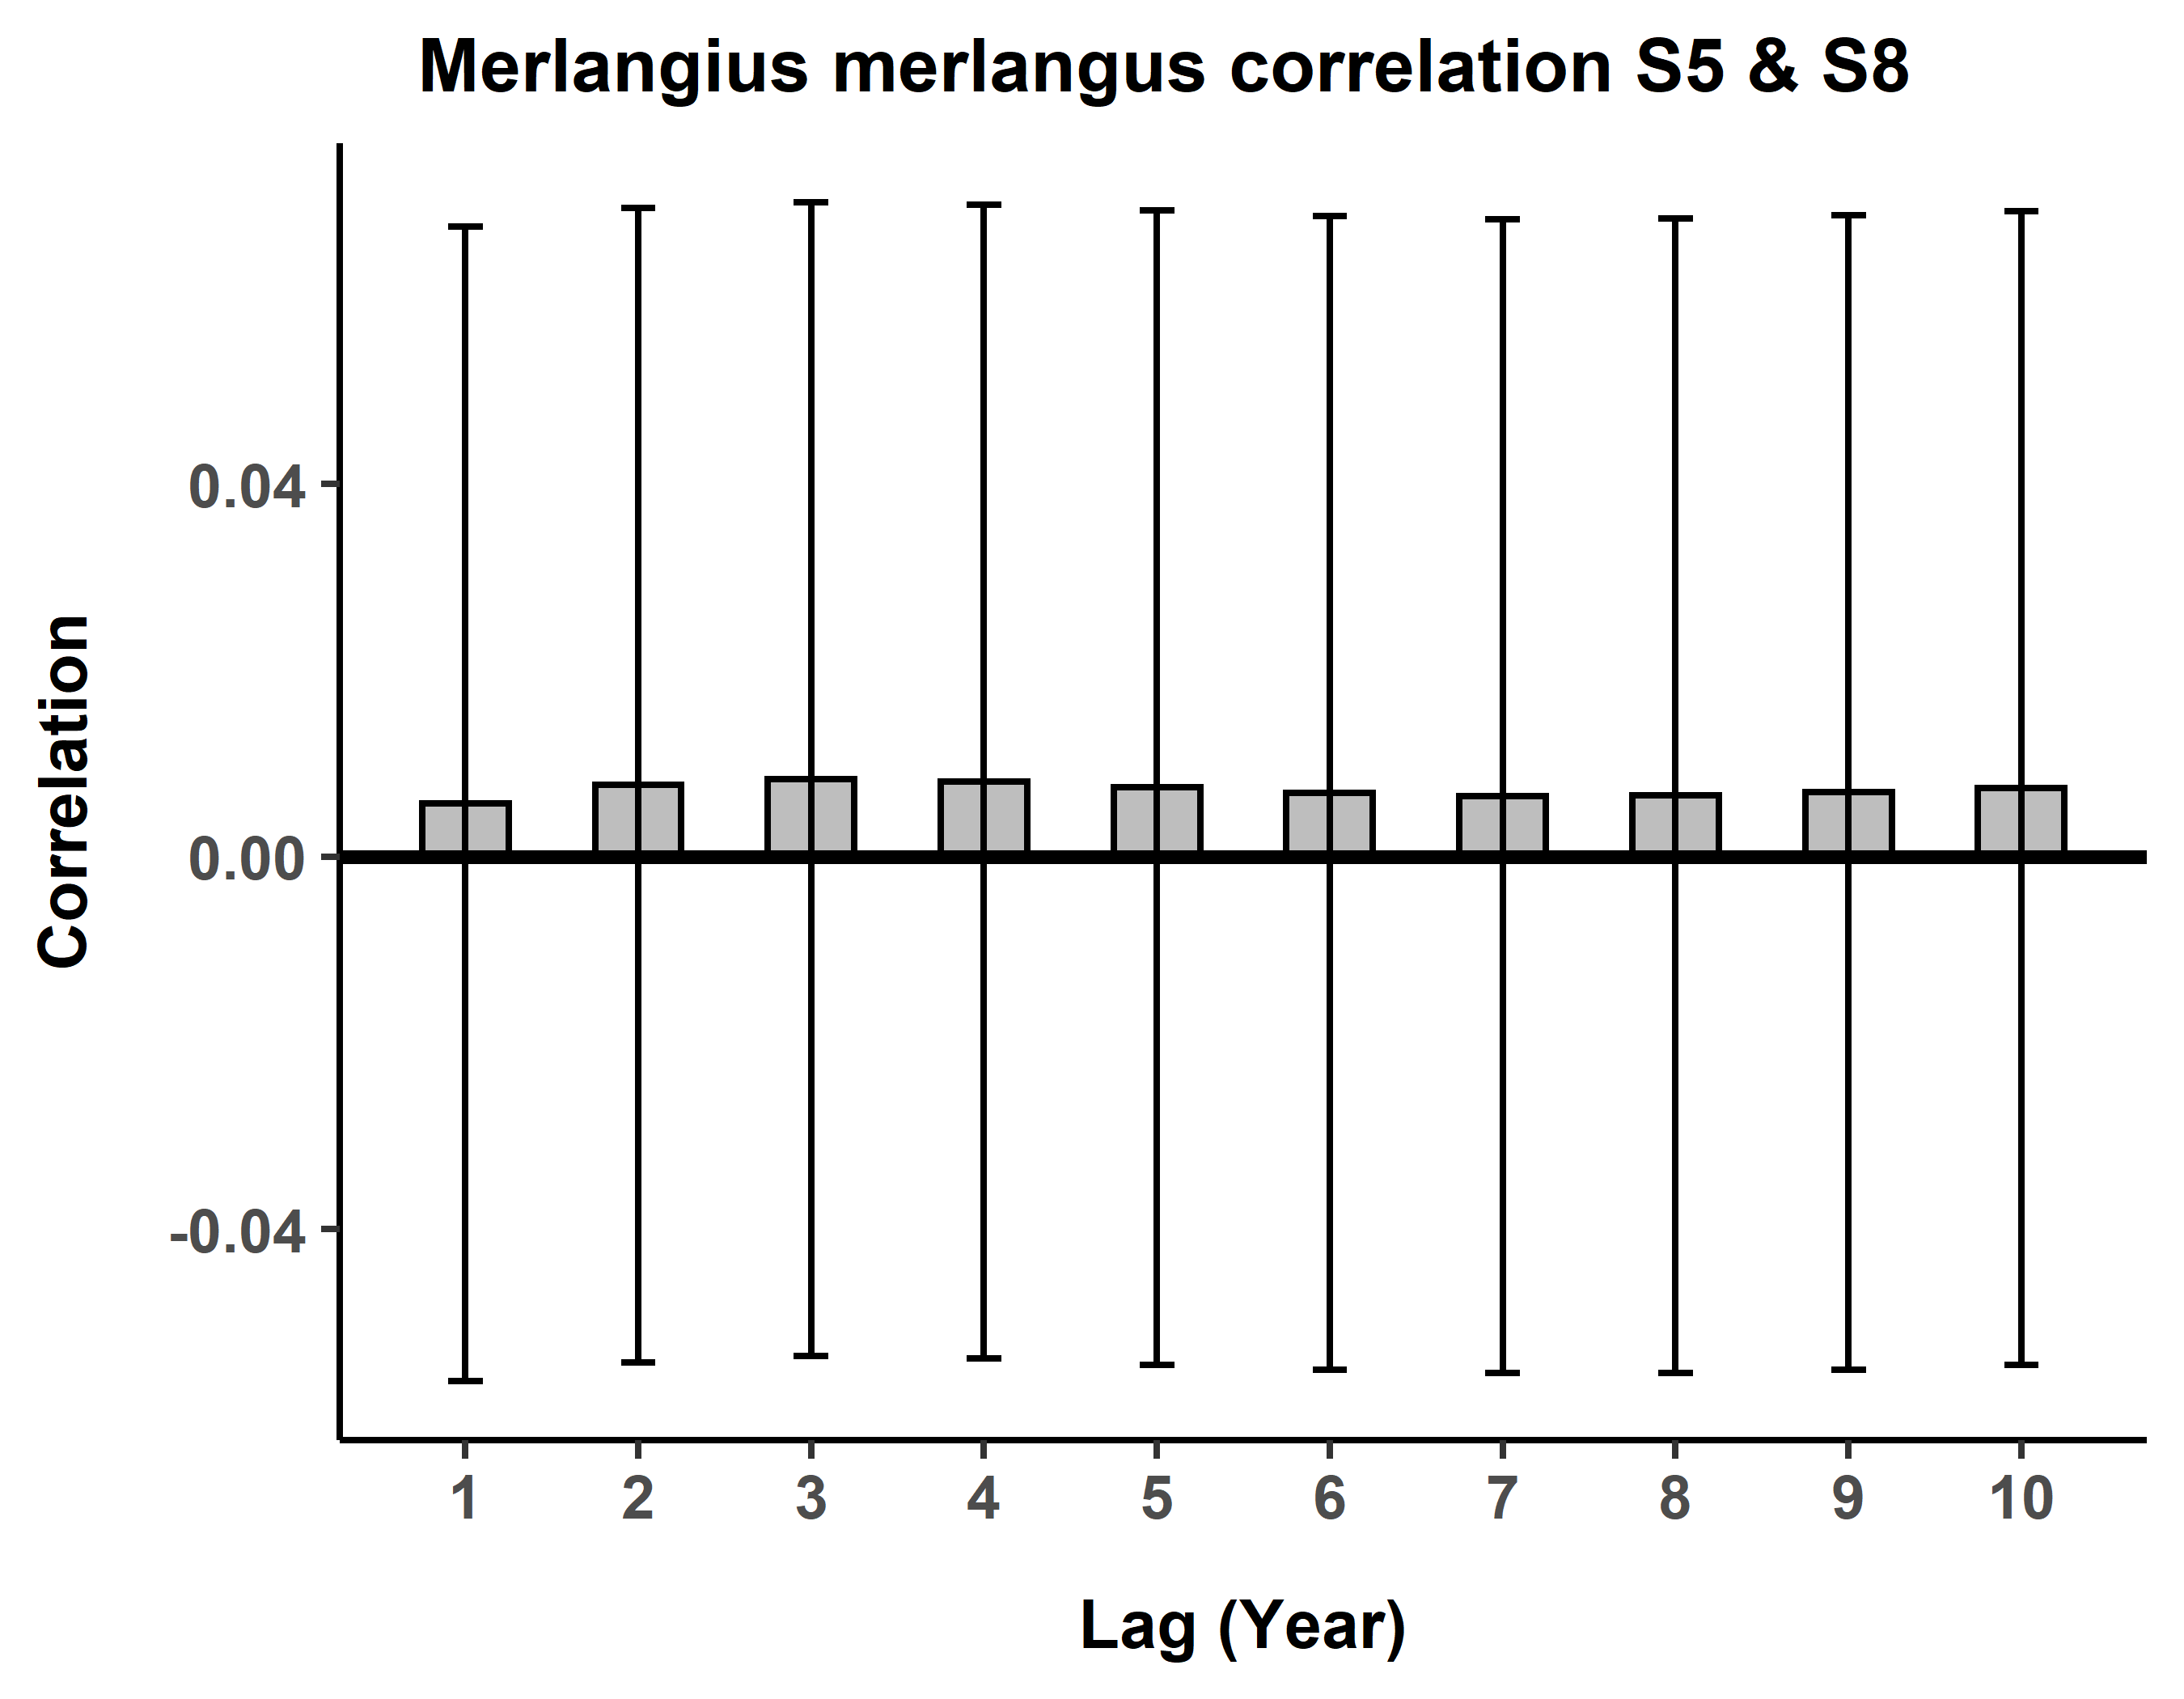 Merlangius merlangus correlation S5 & S8
Correlation
0.04
0.00
-0.04
1 2 3 4 5 6 7 8 9 10
Lag (Year)